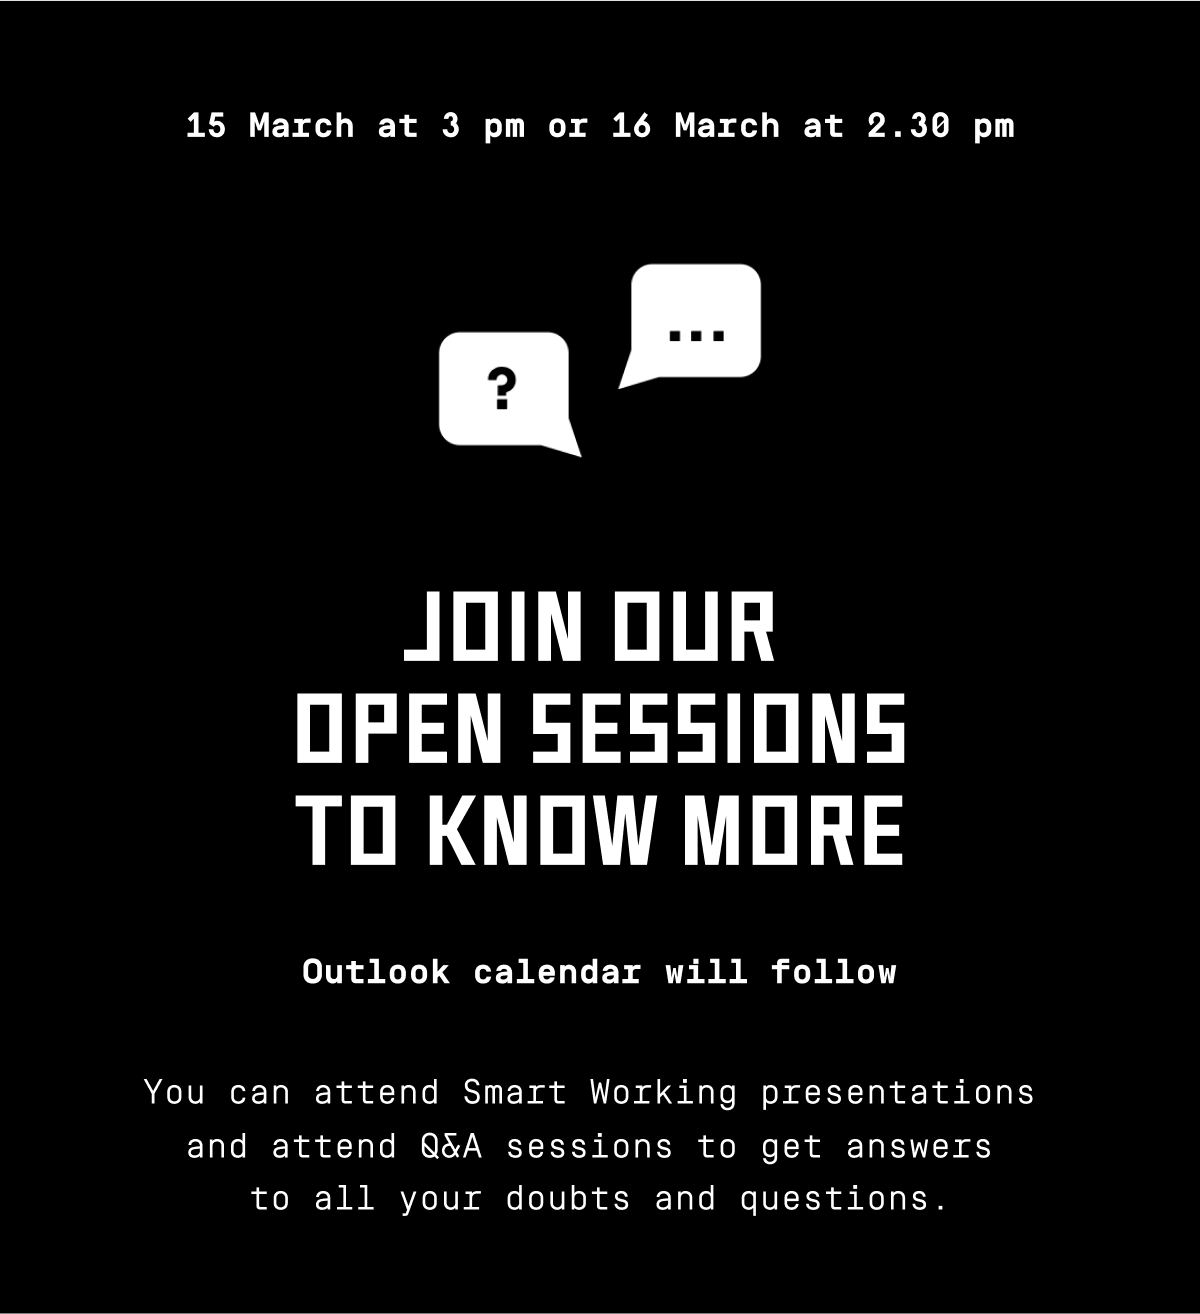 15 March at 3 pm or 16 March at 2.30 pm
...
?
JOIN OUR
OPEN SESSIONS
TO KNOW MORE
Outlook calendar will follow
You can attend Smart Working presentations
and attend Q&A sessions to get answers
to all your doubts and questions.